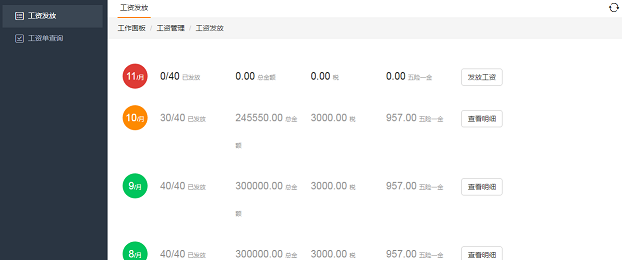 工资发放
工资单查询
工资发放
工作面板 / 工资管理 / 工资发放
11/月 0/40 已发放 0.00 总金额 0.00 税 0.00 五险一金 发放工资
10/月 30/40 已发放 245550.00 总金 3000.00 税 957.00 五险一金 查看明细
额
9/月 40/40 已发放 300000.00 总金 3000.00 税 957.00 五险一金 查看明细
额
8/月 40/40 已发放 300000.00 总金 3000.00 税 957.00 五险一金 查看明细